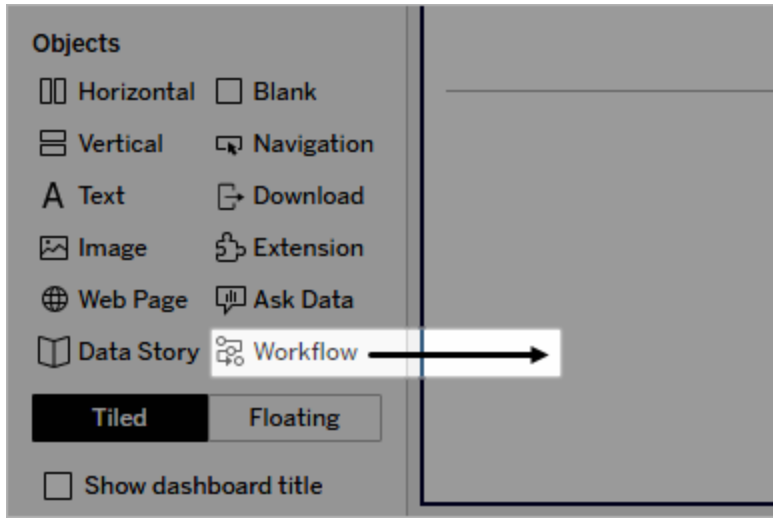 Objects
Horizontal Blank
Vertical Navigation
Text Download
Image Extension
Web Page Ask Data
Data Story Workflow
Tiled Floating
Show dashboard title